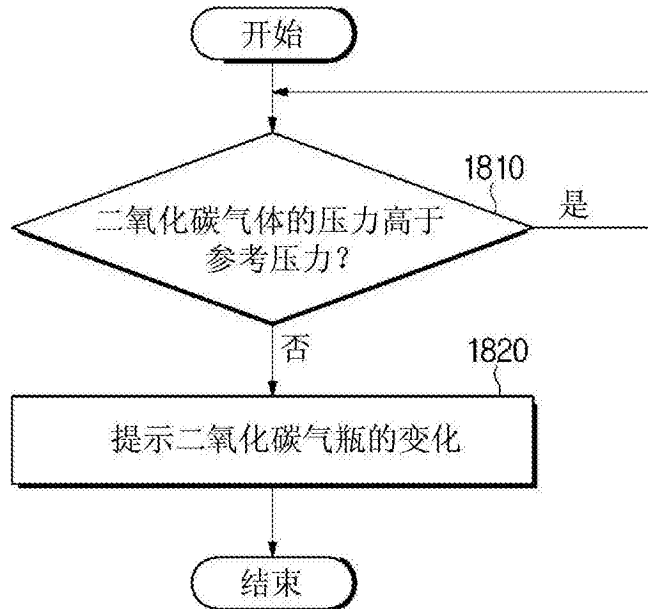 开始
1810
二氧化碳气体的压力高于
参考压力？
是
否
1820
提示二氧化碳气瓶的变化
结束